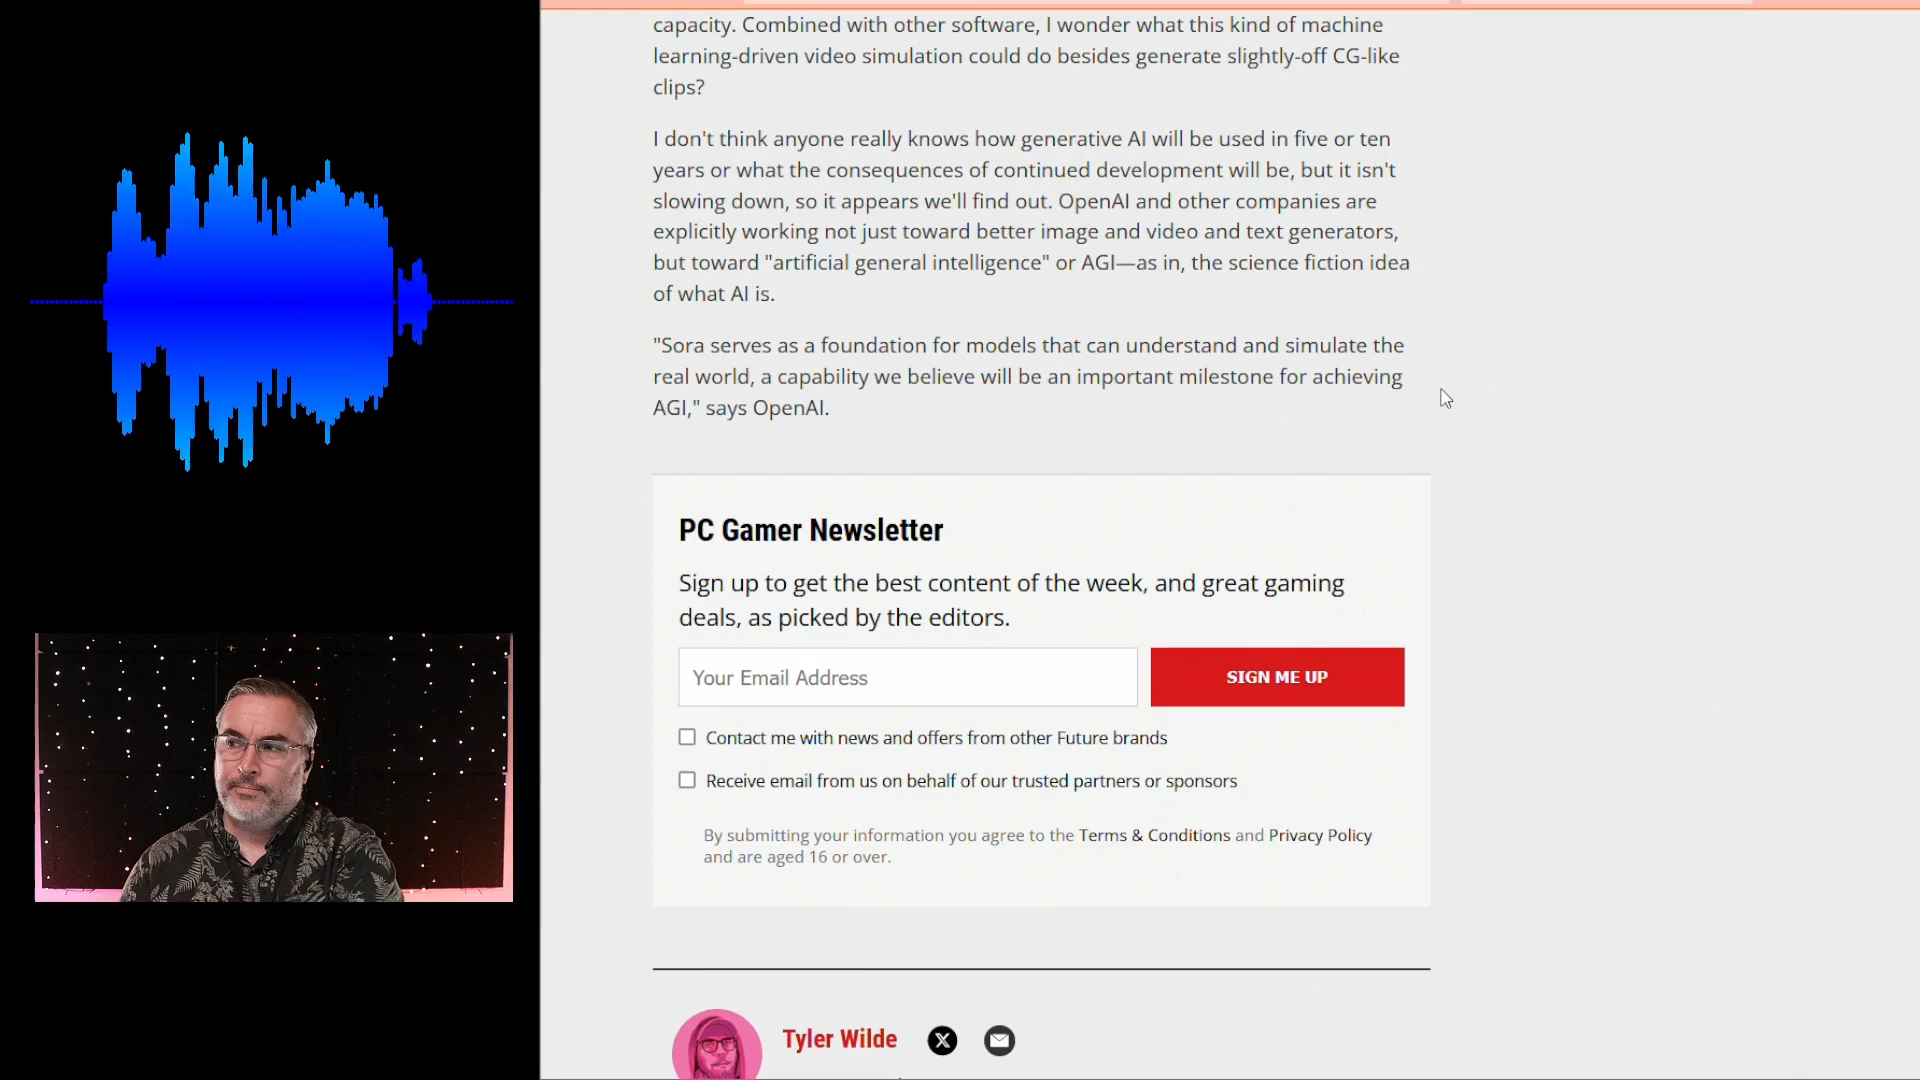 capacity. Combined with other software, I wonder what this kind of machine
learning-driven video simulation could do besides generate slightly-off CG-like
clips?
I don't think anyone really knows how generative AI will be used in five or ten
years or what the consequences of continued development will be, but it isn't
slowing down, so it appears we'll find out. OpenAI and other companies are
explicitly working not just toward better image and video and text generators,
but toward "artificial general intelligence" or AGI—as in, the science fiction idea
of what AI is.
"Sora serves as a foundation for models that can understand and simulate the
real world, a capability we believe will be an important milestone for achieving
AGI," says OpenAI.
PC Gamer Newsletter
Sign up to get the best content of the week, and great gaming
deals, as picked by the editors.
Your Email Address
SIGN ME UP
Contact me with news and offers from other Future brands
Receive email from us on behalf of our trusted partners or sponsors
By submitting your information you agree to the Terms & Conditions and Privacy Policy
and are aged 16 or over.
Tyler Wilde